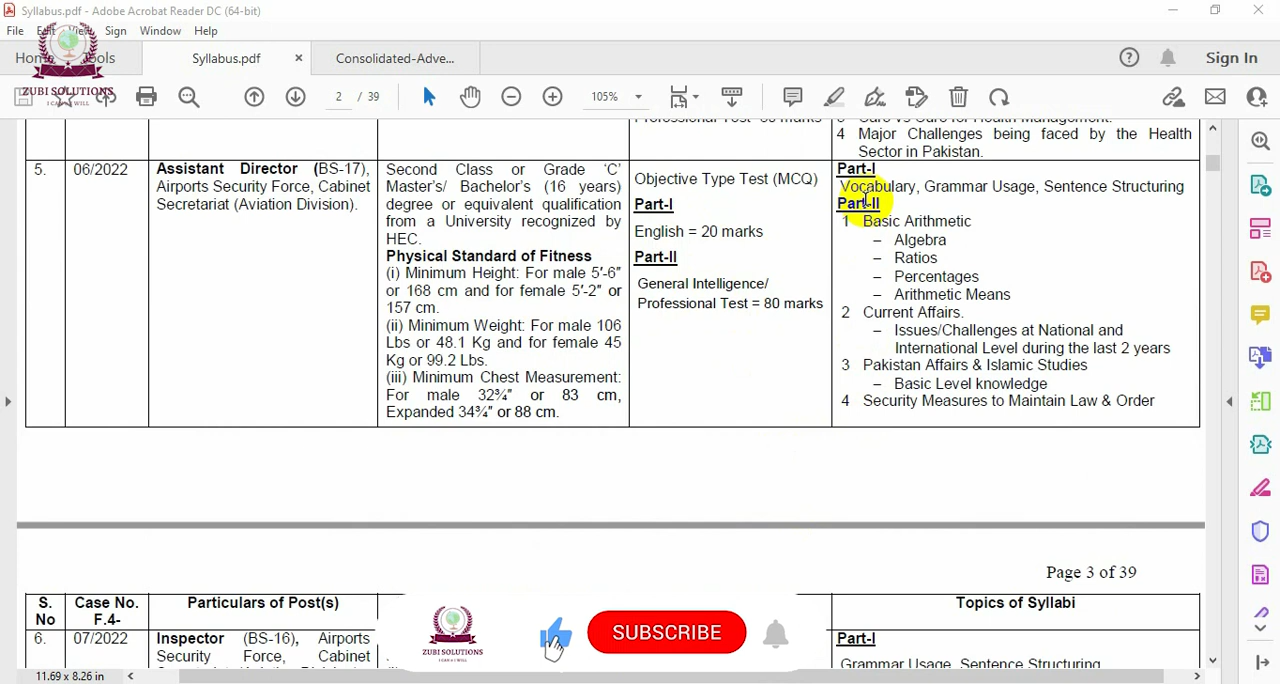 Syllabus.pdf - Adobe Acrobat Reader DC (64-bit)
File Edit View Sign Window Help
Home Tools Syllabus.pdf × Consolidated-Adve... Sign In
ZUBI SOLUTIONS
I CAN & I WILL
2 / 39 105%
4 Major Challenges being faced by the Health
Sector in Pakistan.
5. 06/2022
Assistant Director (BS-17),
Airports Security Force, Cabinet
Secretariat (Aviation Division).
Second Class or Grade ‘C’
Master’s/ Bachelor’s (16 years)
degree or equivalent qualification
from a University recognized by
HEC.
Physical Standard of Fitness
(i) Minimum Height: For male 5′-6″
or 168 cm and for female 5′-2″ or
157 cm.
(ii) Minimum Weight: For male 106
Lbs or 48.1 Kg and for female 45
Kg or 99.2 Lbs.
(iii) Minimum Chest Measurement:
For male 32¾″ or 83 cm,
Expanded 34¾″ or 88 cm.
Objective Type Test (MCQ)
Part-I
English = 20 marks
Part-II
General Intelligence/
Professional Test = 80 marks
Part-I
Vocabulary, Grammar Usage, Sentence Structuring
Part-II
1 Basic Arithmetic
– Algebra
– Ratios
– Percentages
– Arithmetic Means
2 Current Affairs.
– Issues/Challenges at National and
International Level during the last 2 years
3 Pakistan Affairs & Islamic Studies
– Basic Level knowledge
4 Security Measures to Maintain Law & Order
Page 3 of 39
S. No
Case No. F.4-
Particulars of Post(s)
Topics of Syllabi
6. 07/2022
Inspector (BS-16), Airports
Security Force, Cabinet
Part-I
Grammar Usage, Sentence Structuring
ZUBI SOLUTIONS
I CAN & I WILL
SUBSCRIBE
11.69 x 8.26 in